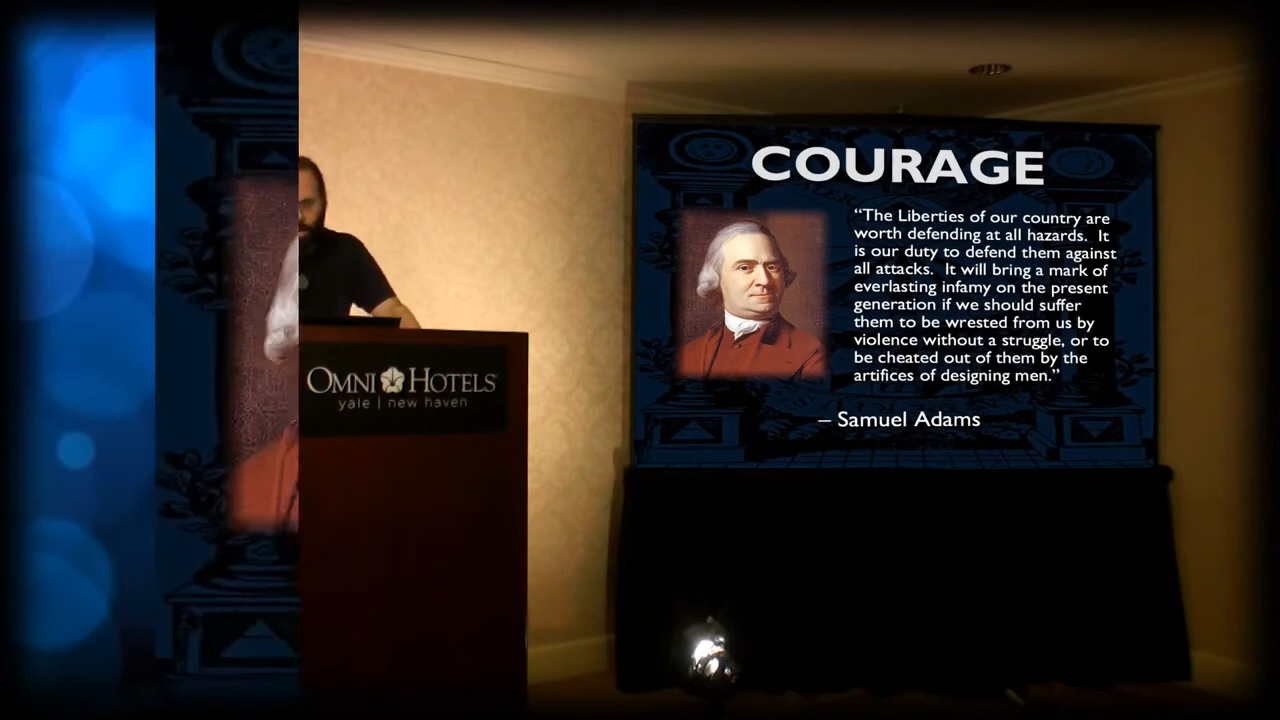 COURAGE
“The Liberties of our country are
worth defending at all hazards. It
is our duty to defend them against
all attacks. It will bring a mark of
everlasting infamy on the present
generation if we should suffer
them to be wrested from us by
violence without a struggle, or to
be cheated out of them by the
artifices of designing men.”
– Samuel Adams
OMNI HOTELS
yale | new haven